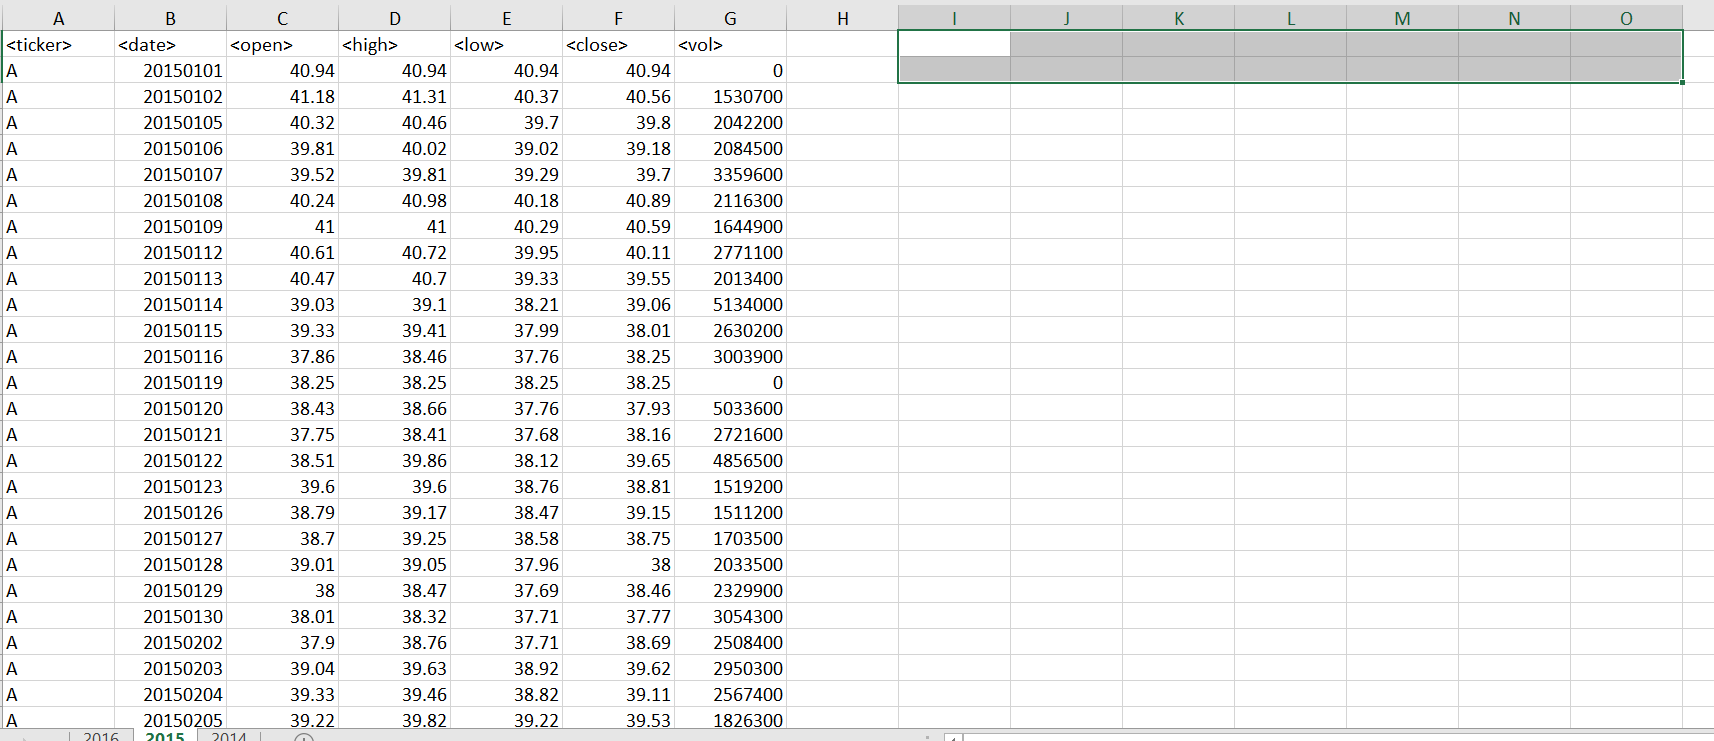 A B C D E F G H I J K L M N O
<ticker> <date> <open> <high> <low> <close> <vol>
A 20150101 40.94 40.94 40.94 40.94 0
A 20150102 41.18 41.31 40.37 40.56 1530700
A 20150105 40.32 40.46 39.7 39.8 2042200
A 20150106 39.81 40.02 39.02 39.18 2084500
A 20150107 39.52 39.81 39.29 39.7 3359600
A 20150108 40.24 40.98 40.18 40.89 2116300
A 20150109 41 41 40.29 40.59 1644900
A 20150112 40.61 40.72 39.95 40.11 2771100
A 20150113 40.47 40.7 39.33 39.55 2013400
A 20150114 39.03 39.1 38.21 39.06 5134000
A 20150115 39.33 39.41 37.99 38.01 2630200
A 20150116 37.86 38.46 37.76 38.25 3003900
A 20150119 38.25 38.25 38.25 38.25 0
A 20150120 38.43 38.66 37.76 37.93 5033600
A 20150121 37.75 38.41 37.68 38.16 2721600
A 20150122 38.51 39.86 38.12 39.65 4856500
A 20150123 39.6 39.6 38.76 38.81 1519200
A 20150126 38.79 39.17 38.47 39.15 1511200
A 20150127 38.7 39.25 38.58 38.75 1703500
A 20150128 39.01 39.05 37.96 38 2033500
A 20150129 38 38.47 37.69 38.46 2329900
A 20150130 38.01 38.32 37.71 37.77 3054300
A 20150202 37.9 38.76 37.71 38.69 2508400
A 20150203 39.04 39.63 38.92 39.62 2950300
A 20150204 39.33 39.46 38.82 39.11 2567400
A 20150205 39.22 39.82 39.22 39.53 1826300
2016 2015 2014